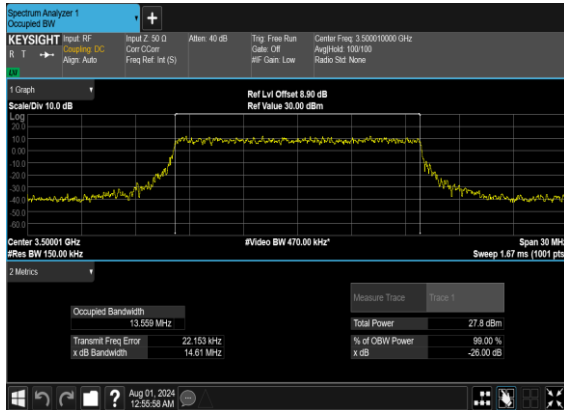 Spectrum Analyzer 1
Occupied BW
+
KEYSIGHT Input: RF Input Z: 50 Ω Atten: 40 dB Trig: Free Run Center Freq: 3.500010000 GHz
R T Coupling: DC Corr CCorr Gate: Off Avg|Hold: 100/100
Align: Auto Freq Ref: Int (S) #IF Gain: Low Radio Std: None
1 Graph
Ref Lvl Offset 8.90 dB
Scale/Div 10.0 dB Ref Value 30.00 dBm
Log
20.0
10.0
0.00
-10.0
-20.0
-30.0
-40.0
-50.0
-60.0
Center 3.50001 GHz #Video BW 470.00 kHz* Span 30 MHz
#Res BW 150.00 kHz Sweep 1.67 ms (1001 pts
2 Metrics
Measure Trace Trace 1
Occupied Bandwidth
13.559 MHz
Total Power 27.8 dBm
Transmit Freq Error 22.153 kHz % of OBW Power 99.00 %
x dB Bandwidth 14.61 MHz x dB -26.00 dB
? Aug 01, 2024
12:55:58 AM